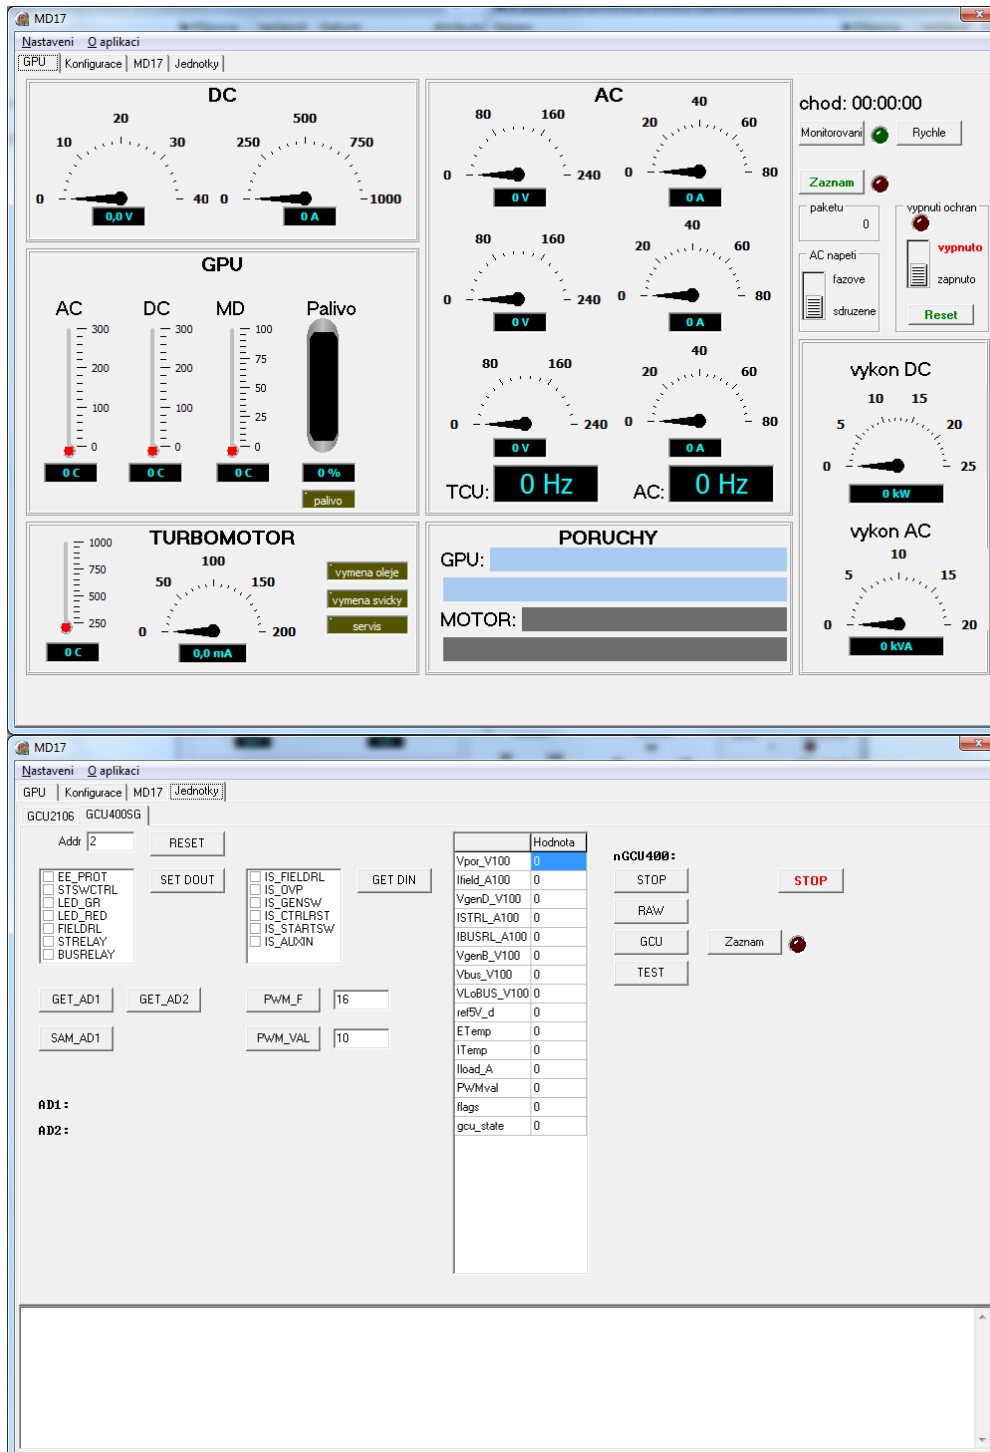 MD17
Nastaveni O aplikaci
GPU Konfigurace MD17 Jednotky
DC
20
10 30
0 40
0,0 V
500
250 750
0 1000
0 A
AC
80 160
0 240
0 V
40
20 60
0 80
0 A
80 160
0 240
0 V
40
20 60
0 80
0 A
80 160
0 240
0 V
40
20 60
0 80
0 A
TCU: 0 Hz AC: 0 Hz
chod: 00:00:00
Monitorovani Rychle
Zaznam
paketu
0
AC napeti
fazove
sdruzene
vypnuti ochran
vypnuto
zapnuto
Reset
GPU
AC DC MD Palivo
300 300 100
200 200 75
50
100 100 25
0 0 0
0 C 0 C 0 C 0 %
palivo
vykon DC
10 15
5 20
0 25
0 kW
vykon AC
10
5 15
0 20
0 kVA
TURBOMOTOR
1000
750
500
250
0 C
100
50 150
0 200
0,0 mA
vymena oleje
vymena svicky
servis
PORUCHY
GPU:
MOTOR:
MD17
Nastaveni O aplikaci
GPU Konfigurace MD17 Jednotky
GCU2106 GCU400SG
Addr 2 RESET
EE_PROT
STSWCTRL
LED_GR
LED_RED
FIELDRL
STRELAY
BUSRELAY
SET DOUT
IS_FIELDRL
IS_OVP
IS_GENSW
IS_CTRLRST
IS_STARTSW
IS_AUXIN
GET DIN
GET_AD1 GET_AD2 PWM_F 16
SAM_AD1 PWM_VAL 10
AD1:
AD2:
Hodnota
Vpor_V100 0
Ifield_A100 0
VgenD_V100 0
ISTRL_A100 0
IBUSRL_A100 0
VgenB_V100 0
Vbus_V100 0
VLoBUS_V100 0
ref5V_d 0
ETemp 0
ITemp 0
Iload_A 0
PWMval 0
flags 0
gcu_state 0
nGCU400:
STOP STOP
RAW
GCU Zaznam
TEST